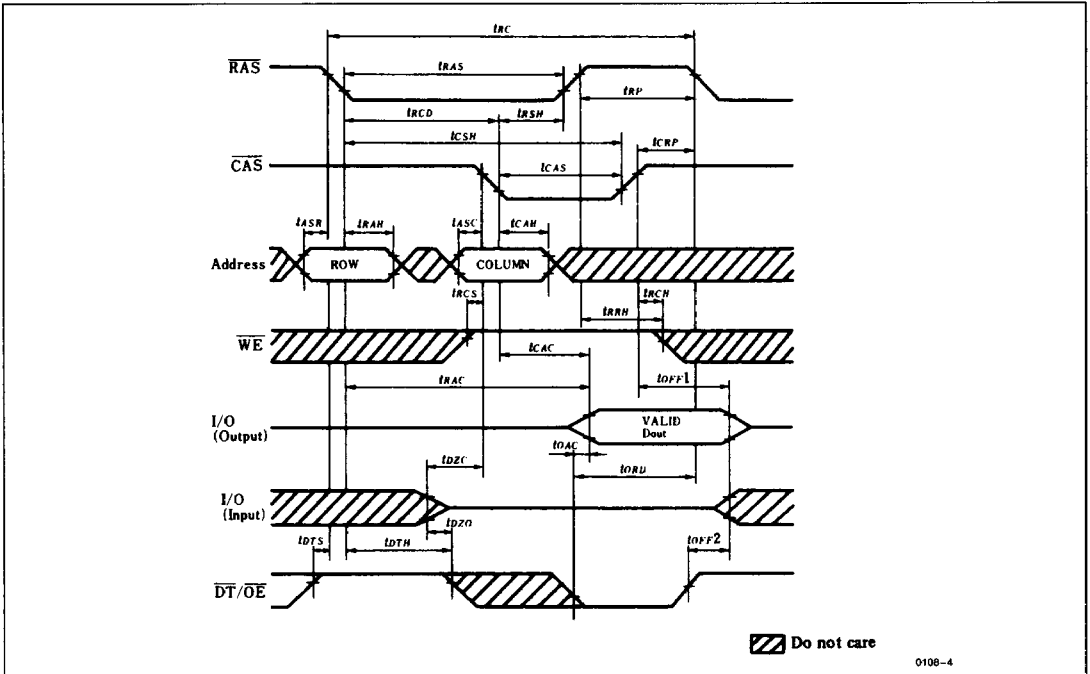 tRC
RAS
tRAS
tRP
tRCD
tRSH
tCSH
tCRP
CAS
tCAS
tASR
tRAH
tASC
tCAH
Address
ROW
COLUMN
tRCS
tRCH
tRRH
WE
tCAC
tRAC
tOFF1
I/O
(Output)
VALID
Dout
tOAC
tDZC
tORD
I/O
(Input)
tDZO
tDTS
tDTH
tOFF2
DT/OE
Do not care
0108-4